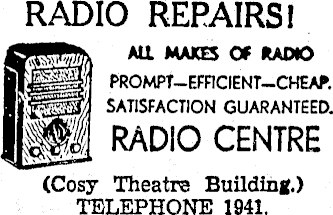 RADIO REPAIRS!
ALL MAKES OF RADIO
PROMPT—EFFICIENT—CHEAP.
SATISFACTION GUARANTEED.
RADIO CENTRE
(Cosy Theatre Building.)
TELEPHONE 1941.